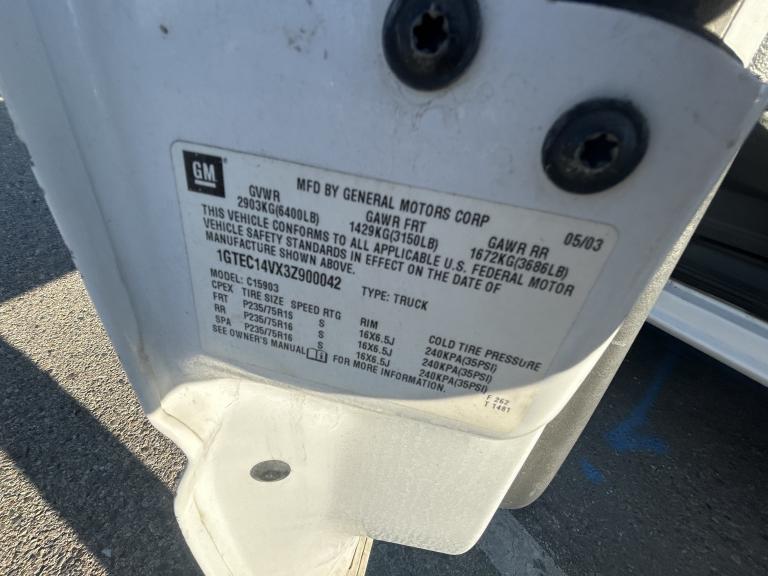 GM
MFD BY GENERAL MOTORS CORP 05/03
GVWR GAWR FRT GAWR RR
2903KG(6400LB) 1429KG(3150LB) 1672KG(3686LB)
THIS VEHICLE CONFORMS TO ALL APPLICABLE U.S. FEDERAL MOTOR
VEHICLE SAFETY STANDARDS IN EFFECT ON THE DATE OF
MANUFACTURE SHOWN ABOVE.
1GTEC14VX3Z900042 TYPE: TRUCK
MODEL: C15903
CPEX TIRE SIZE SPEED RTG RIM COLD TIRE PRESSURE
FRT P235/75R16 S 16X6.5J 240KPA(35PSI)
RR P235/75R16 S 16X6.5J 240KPA(35PSI)
SPA P235/75R16 S 16X6.5J 240KPA(35PSI)
SEE OWNER'S MANUAL FOR MORE INFORMATION.
F 262
T 1481